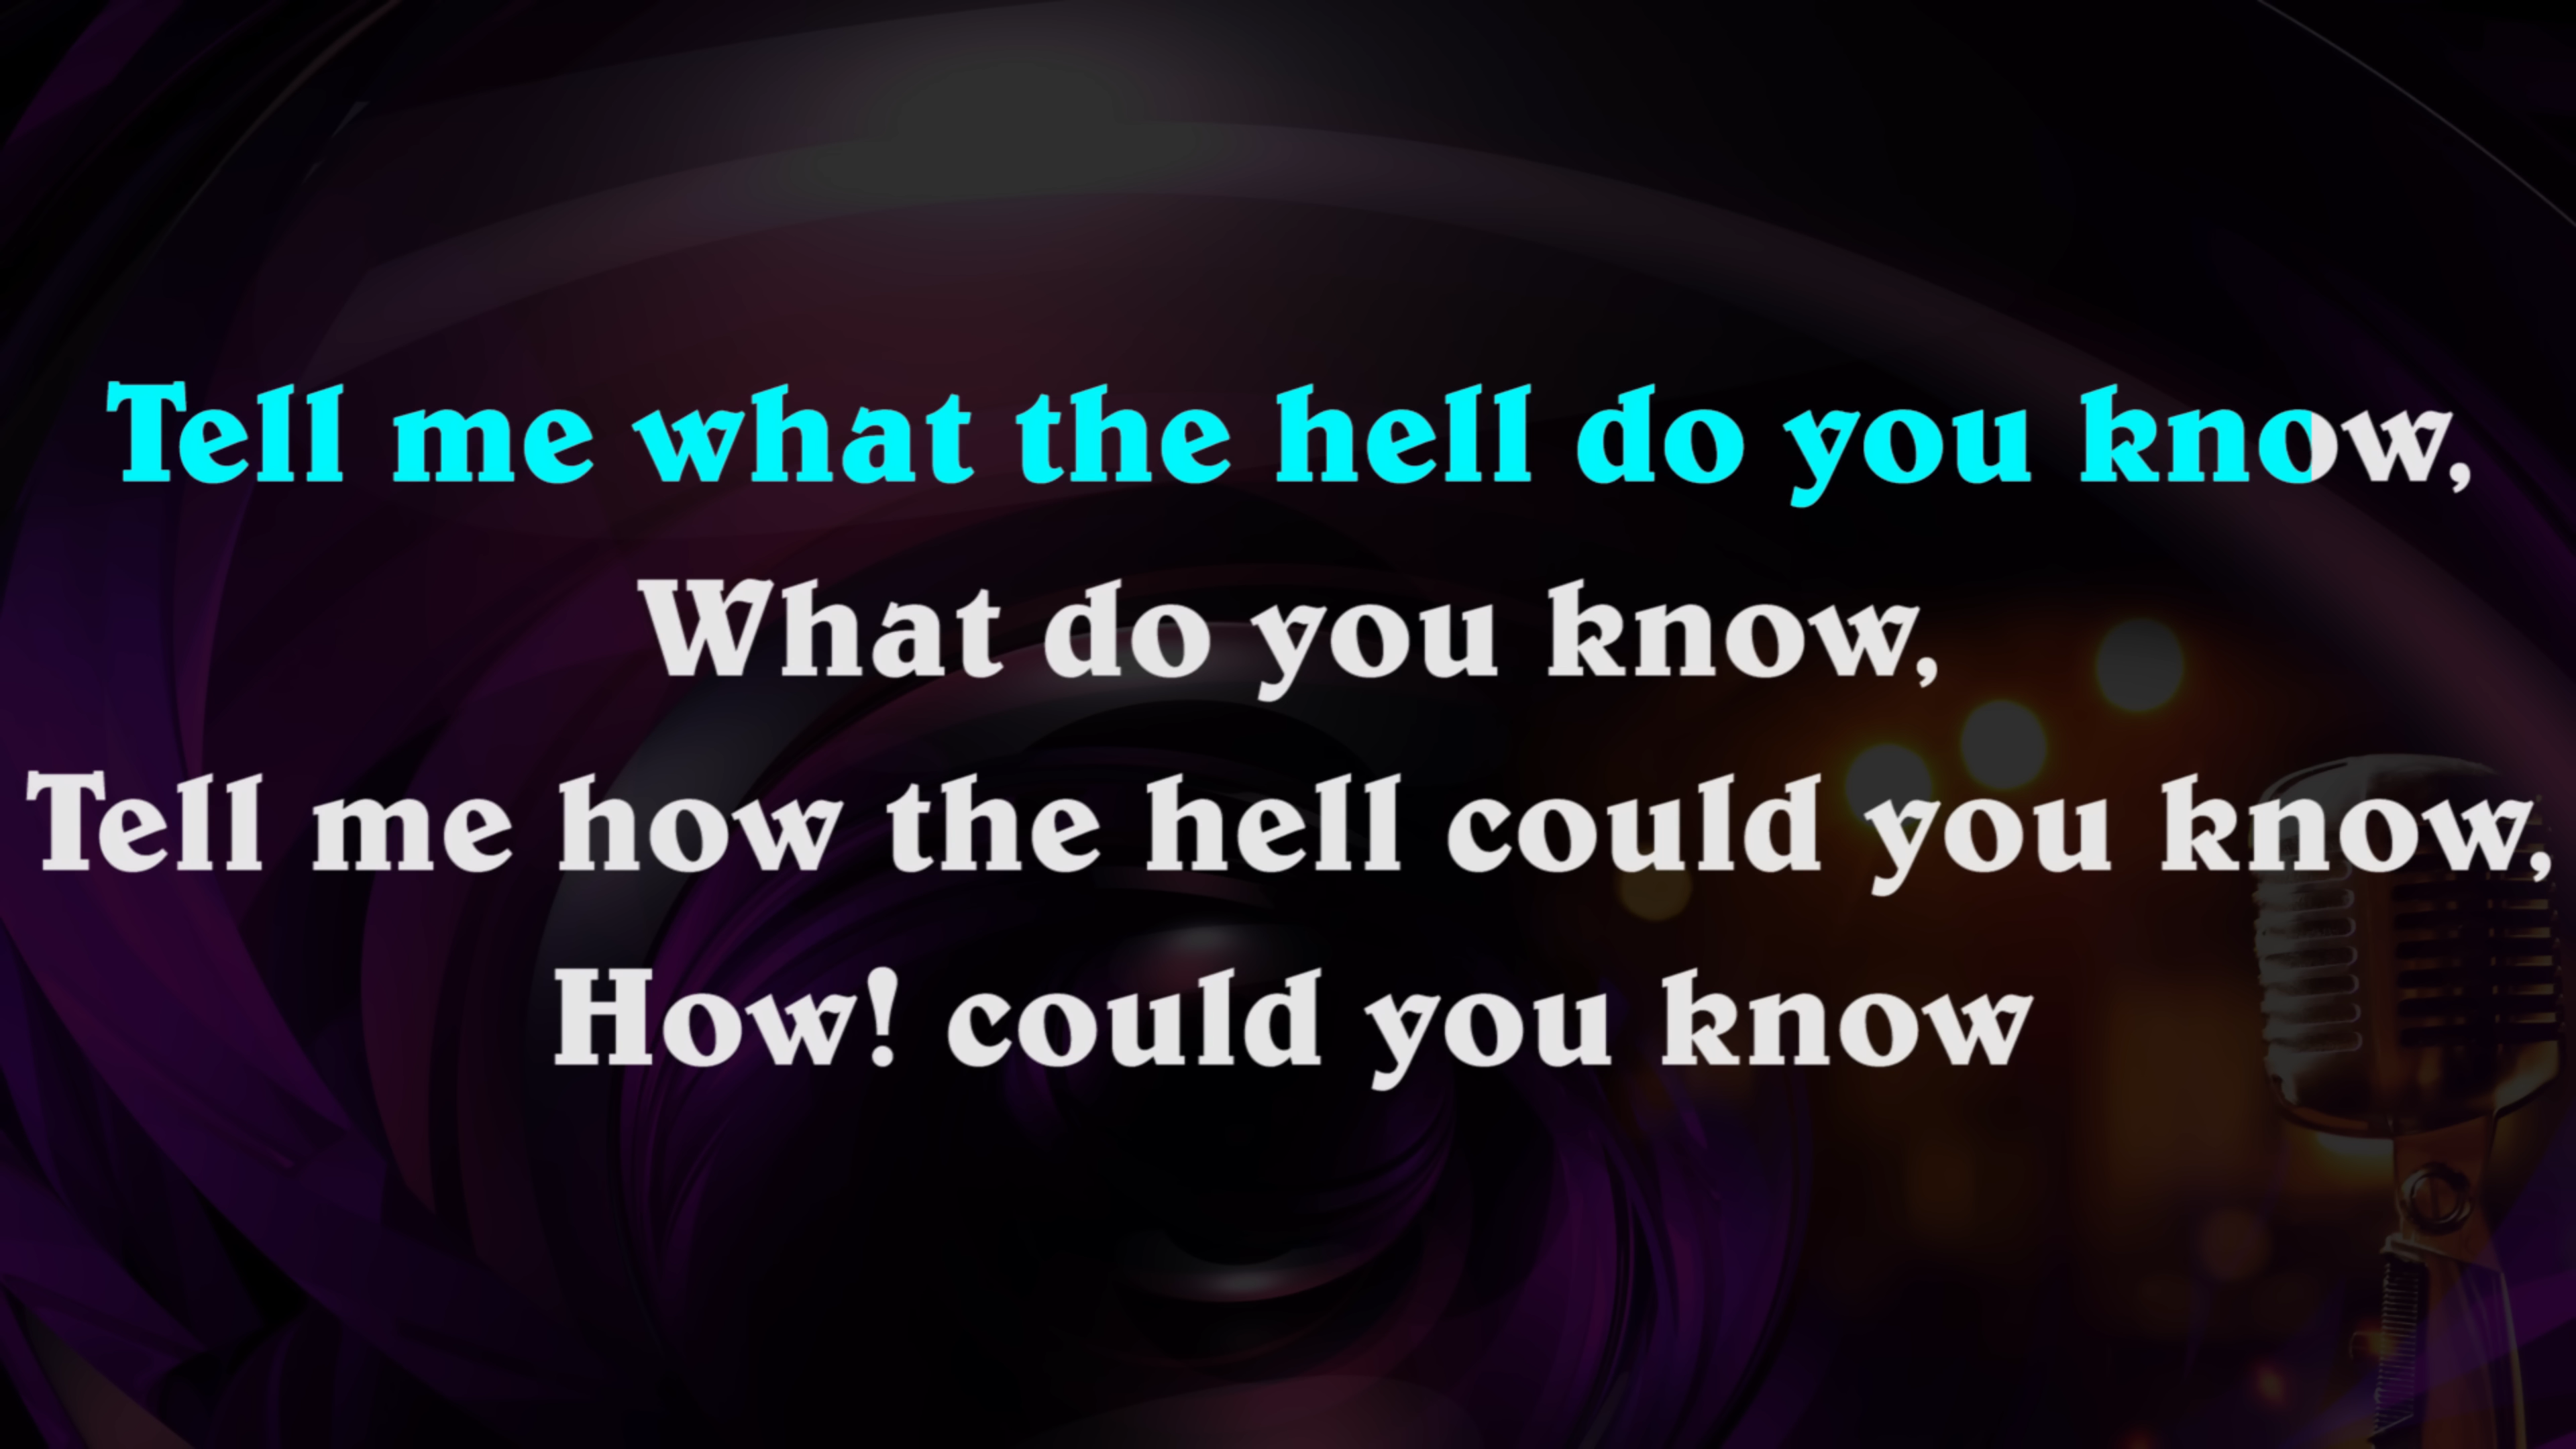 Tell me what the hell do you know,
What do you know,
Tell me how the hell could you know,
How! could you know